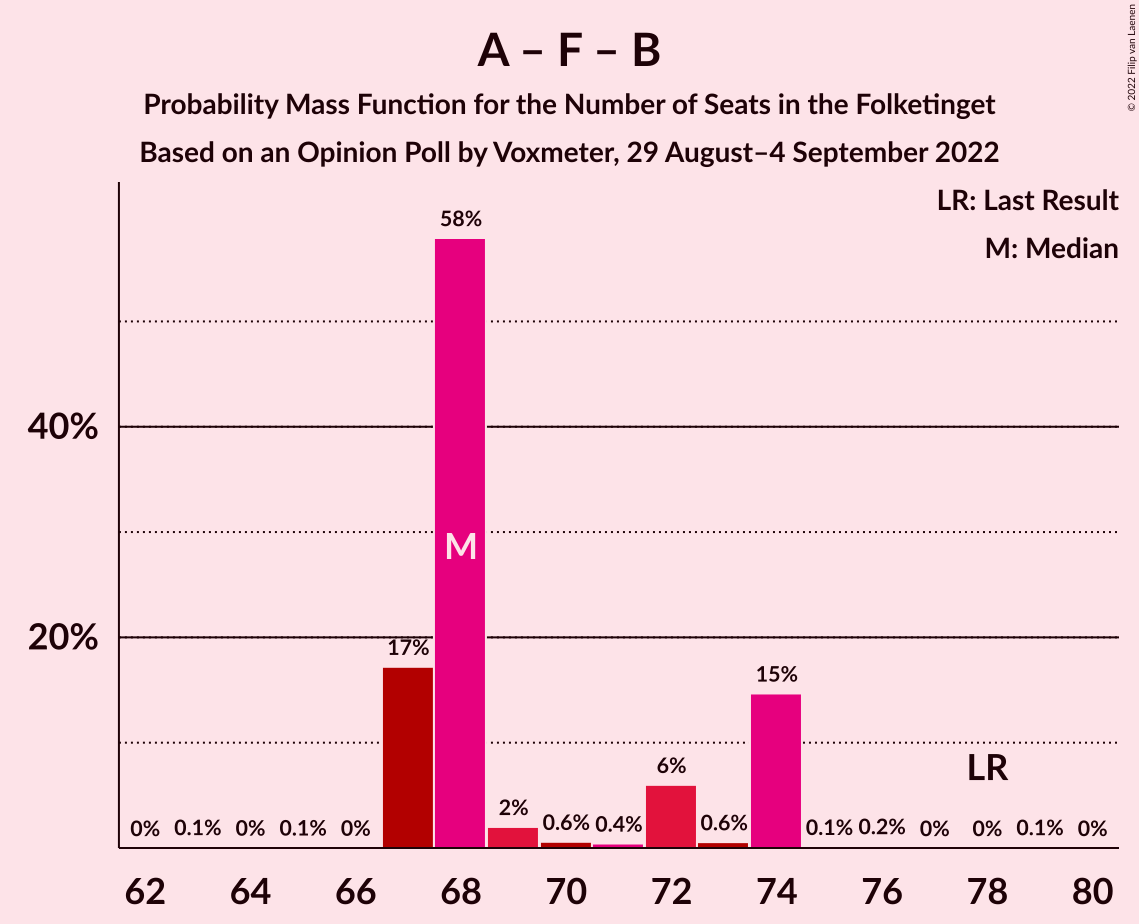 A – F – B
Probability Mass Function for the Number of Seats in the Folketinget
Based on an Opinion Poll by Voxmeter, 29 August–4 September 2022
© 2022 Filip van Laenen
LR: Last Result
M: Median
58%
40%
M
20%
17%
15%
LR
6%
2%
0% 0.1% 0% 0.1% 0% 0.6% 0.4% 0.6% 0.1% 0.2% 0% 0% 0.1% 0%
62 64 66 68 70 72 74 76 78 80